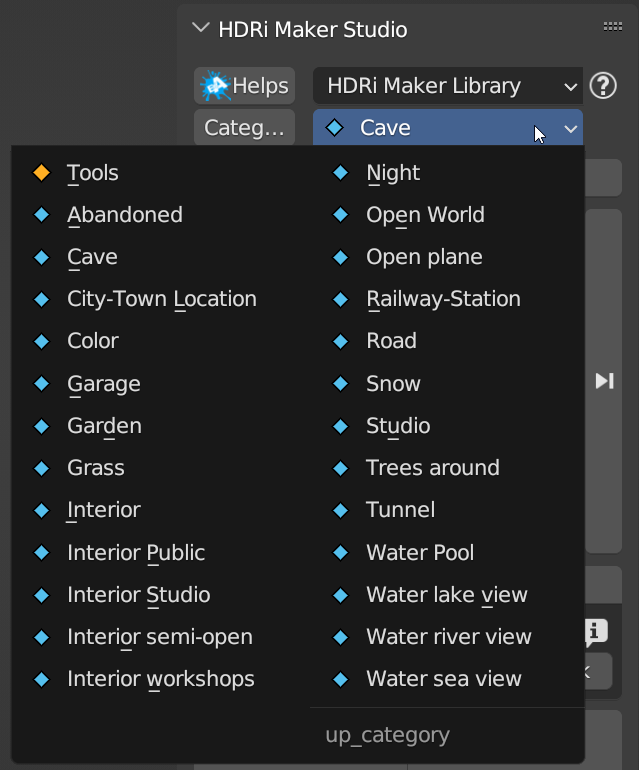 HDRi Maker Studio
Helps
HDRi Maker Library
Categ...
Cave
Tools
Abandoned
Cave
City-Town Location
Color
Garage
Garden
Grass
Interior
Interior Public
Interior Studio
Interior semi-open
Interior workshops
Night
Open World
Open plane
Railway-Station
Road
Snow
Studio
Trees around
Tunnel
Water Pool
Water lake view
Water river view
Water sea view
up_category